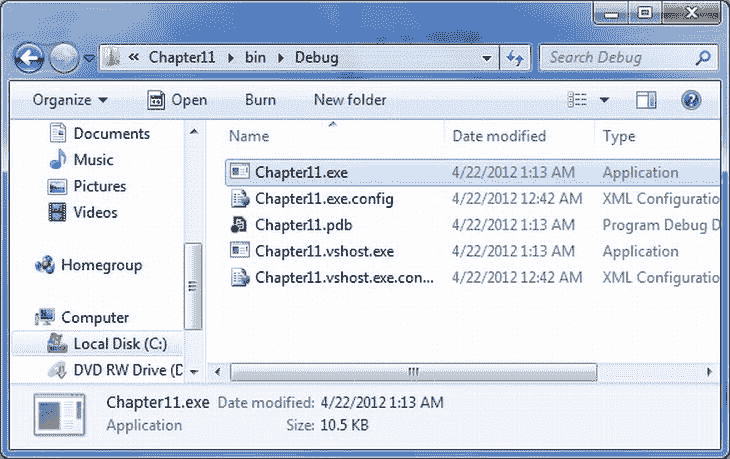 « Chapter11 ▸ bin ▸ Debug
Search Debug
Organize Open Burn New folder
Documents
Music
Pictures
Videos
Homegroup
Computer
Local Disk (C:)
DVD RW Drive (D
Name Date modified Type
Chapter11.exe 4/22/2012 1:13 AM Application
Chapter11.exe.config 4/22/2012 12:42 AM XML Configuratio
Chapter11.pdb 4/22/2012 1:13 AM Program Debug D
Chapter11.vshost.exe 4/22/2012 1:13 AM Application
Chapter11.vshost.exe.con... 4/22/2012 12:42 AM XML Configuratio
Chapter11.exe Date modified: 4/22/2012 1:13 AM
Application Size: 10.5 KB